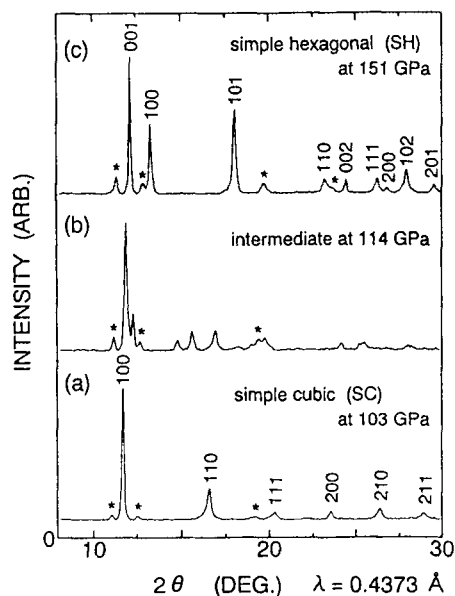 (c)
simple hexagonal (SH)
at 151 GPa
001
100
101
110
002
111
200
102
201
*
*
*
*
(b)
intermediate at 114 GPa
*
*
*
(a)
simple cubic (SC)
at 103 GPa
100
110
111
200
210
211
*
*
*
INTENSITY (ARB.)
0
10
20
30
2 θ (DEG.) λ = 0.4373 Å